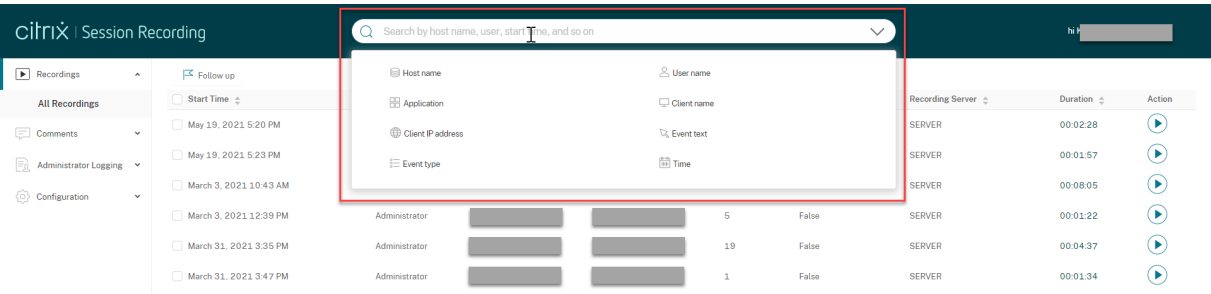 citrix | Session Recording
Search by host name, user, start time, and so on
hi
Recordings
Follow up
Host name
User name
All Recordings
Start Time
Application
Client name
Recording Server
Duration
Action
Comments
May 19, 2021 5:20 PM
Client IP address
Event text
SERVER
00:02:28
Administrator Logging
May 19, 2021 5:23 PM
Event type
Time
SERVER
00:01:57
Configuration
March 3, 2021 10:43 AM
SERVER
00:08:05
March 3, 2021 12:39 PM
Administrator
5
False
SERVER
00:01:22
March 31, 2021 3:35 PM
Administrator
19
False
SERVER
00:04:37
March 31, 2021 3:47 PM
Administrator
1
False
SERVER
00:01:34